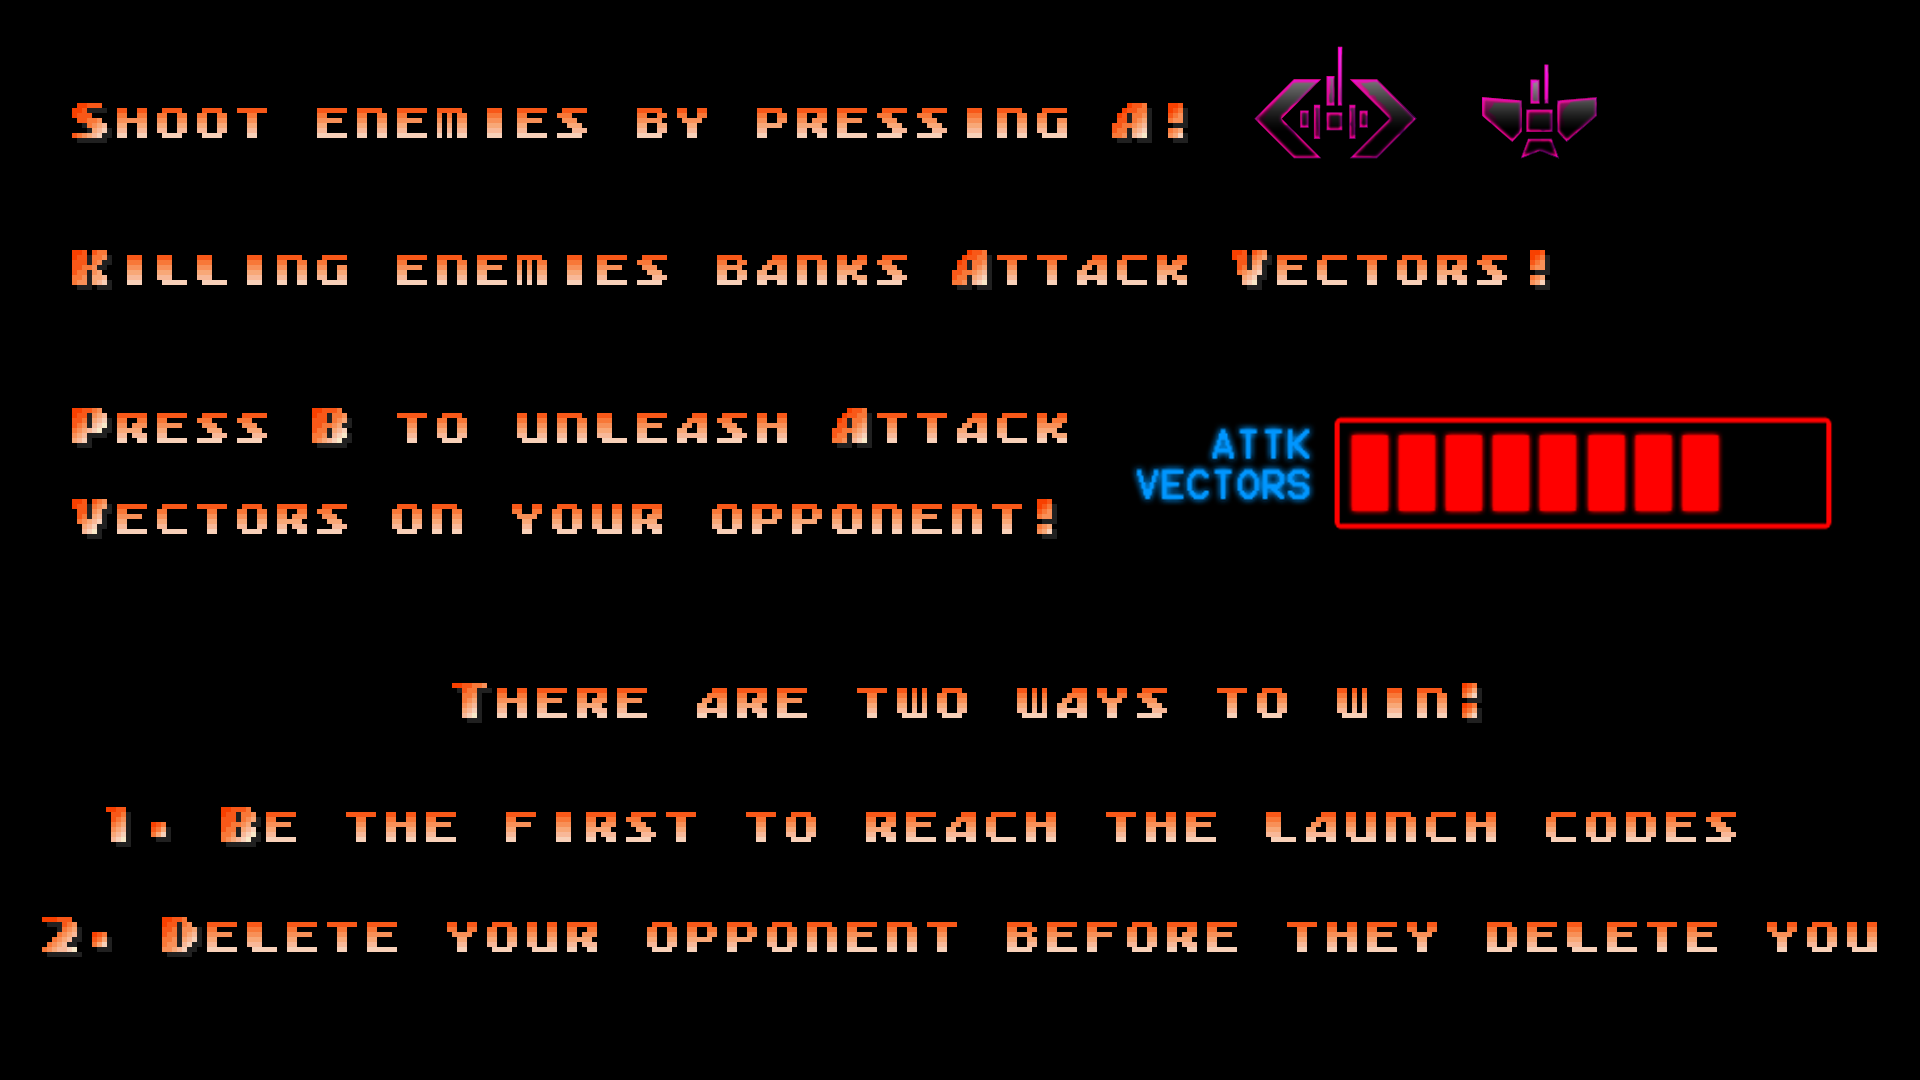 Shoot enemies by pressing A!
Killing enemies banks Attack Vectors!
Press B to unleash Attack
Vectors on your opponent!
ATTK
VECTORS
There are two ways to win:
1. Be the first to reach the launch codes
2. Delete your opponent before they delete you